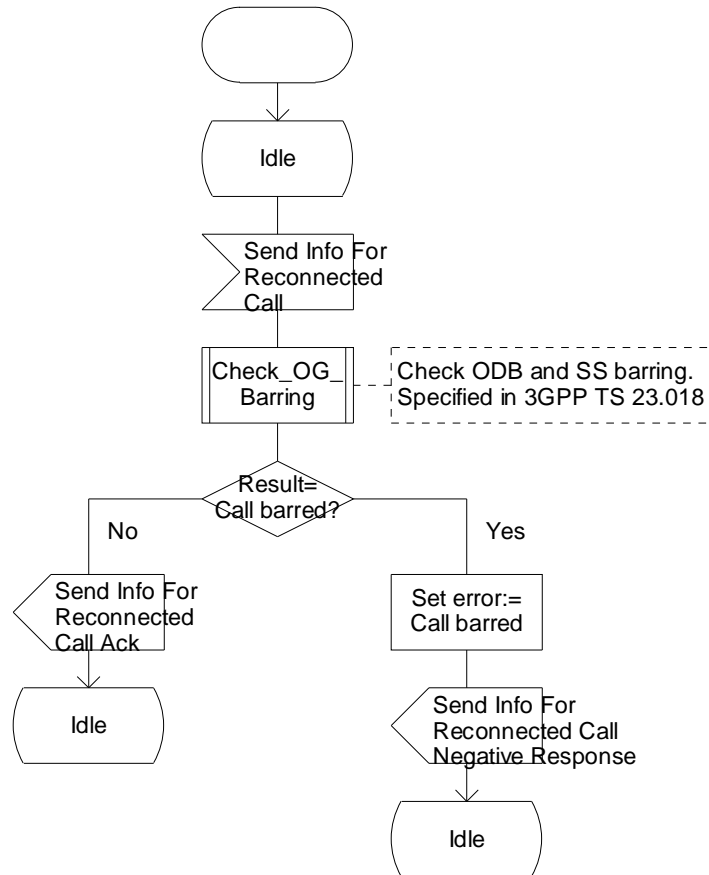 Idle
Send Info For
Reconnected
Call
Check_OG_
Barring
Check ODB and SS barring.
Specified in 3GPP TS 23.018
Result=
Call barred?
No
Yes
Send Info For
Reconnected
Call Ack
Set error:=
Call barred
Idle
Send Info For
Reconnected Call
Negative Response
Idle